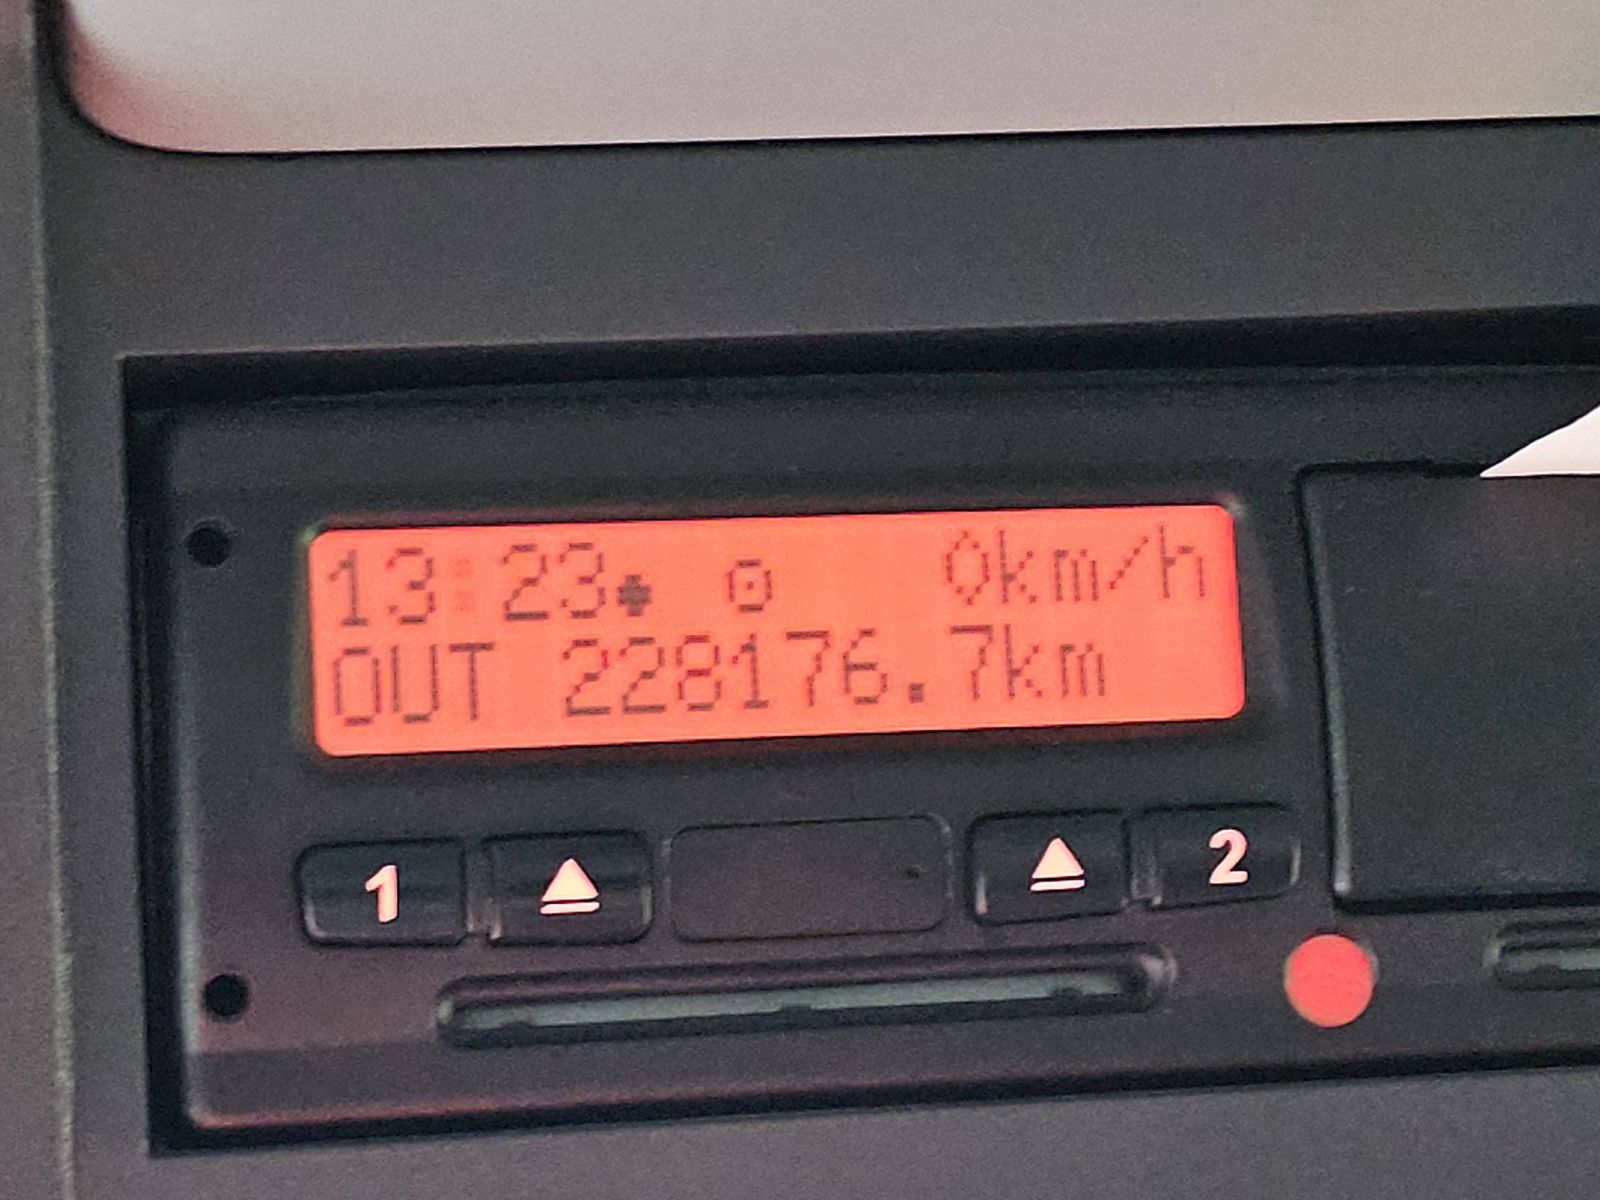 13:23● ⊙ 0km/h
OUT 228176.7km
1 ⏏ ⏏ 2